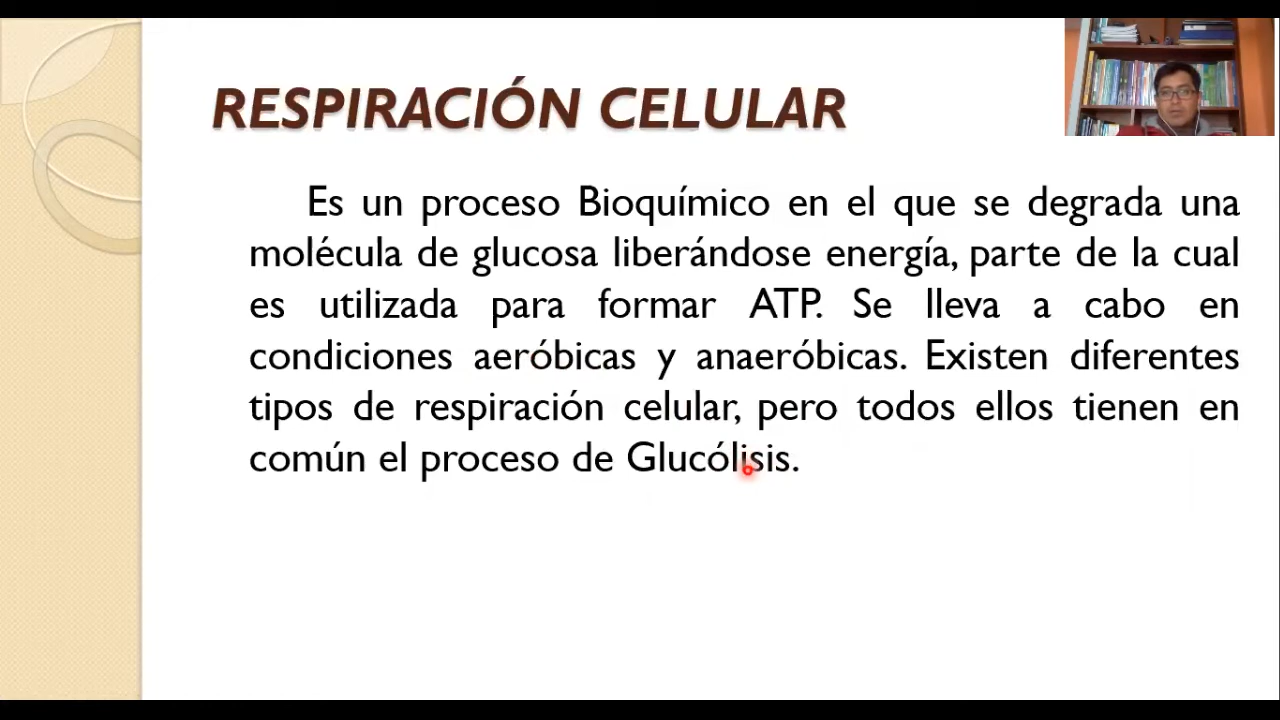 RESPIRACIÓN CELULAR
Es un proceso Bioquímico en el que se degrada una
molécula de glucosa liberándose energía, parte de la cual
es utilizada para formar ATP. Se lleva a cabo en
condiciones aeróbicas y anaeróbicas. Existen diferentes
tipos de respiración celular, pero todos ellos tienen en
común el proceso de Glucólisis.